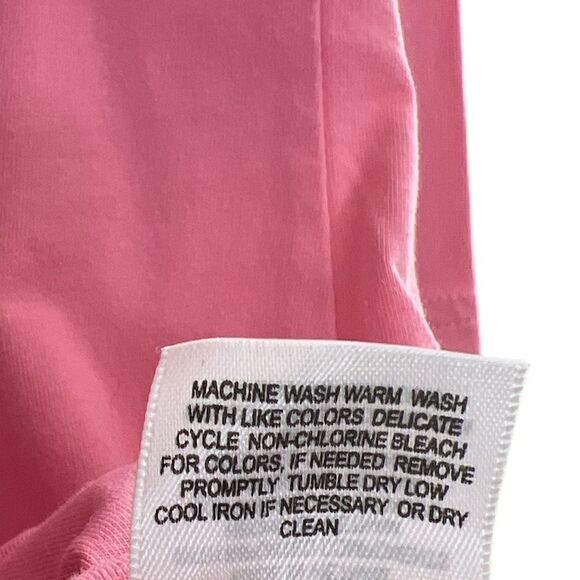 MACHINE WASH WARM WASH
WITH LIKE COLORS DELICATE
CYCLE NON-CHLORINE BLEACH
FOR COLORS, IF NEEDED REMOVE
PROMPTLY TUMBLE DRY LOW
COOL IRON IF NECESSARY OR DRY
CLEAN